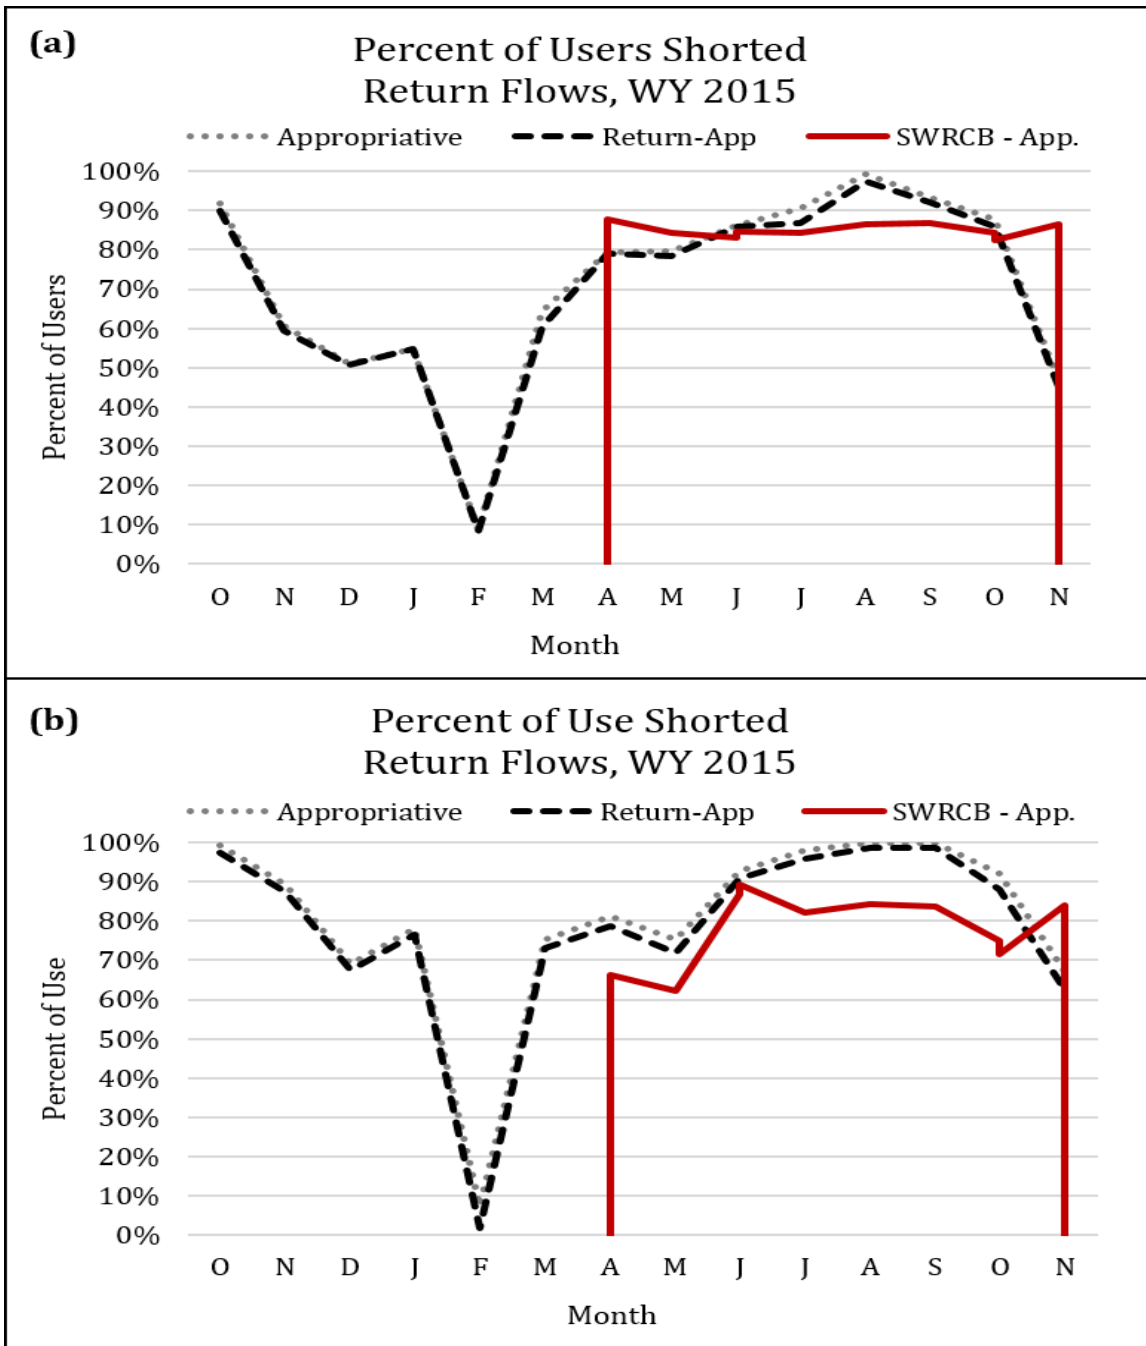 (a)
Percent of Users Shorted
Return Flows, WY 2015
Appropriative Return-App SWRCB - App.
100%
90%
80%
70%
60%
50%
40%
30%
20%
10%
0%
Percent of Users
O N D J F M A M J J A S O N
Month
(b)
Percent of Use Shorted
Return Flows, WY 2015
Appropriative Return-App SWRCB - App.
100%
90%
80%
70%
60%
50%
40%
30%
20%
10%
0%
Percent of Use
O N D J F M A M J J A S O N
Month